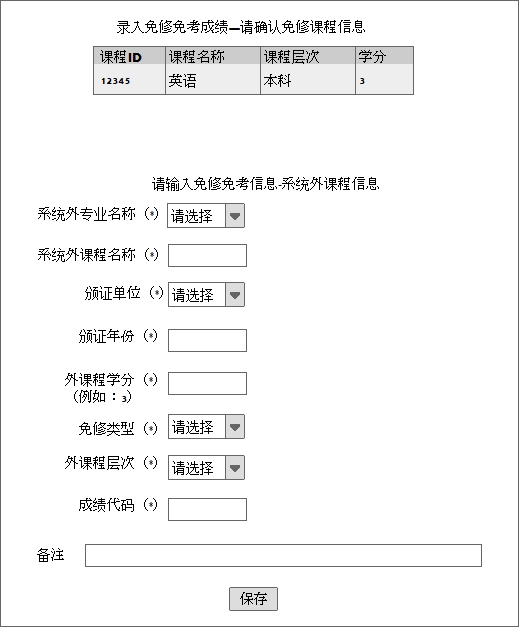 录入免修免考成绩—请确认免修课程信息
课程ID 课程名称 课程层次 学分
12345 英语 本科 3
请输入免修免考信息-系统外课程信息
系统外专业名称（*） 请选择
系统外课程名称（*）
颁证单位（*） 请选择
颁证年份（*）
外课程学分（*）
（例如：3）
免修类型（*） 请选择
外课程层次（*） 请选择
成绩代码（*）
备注
保存